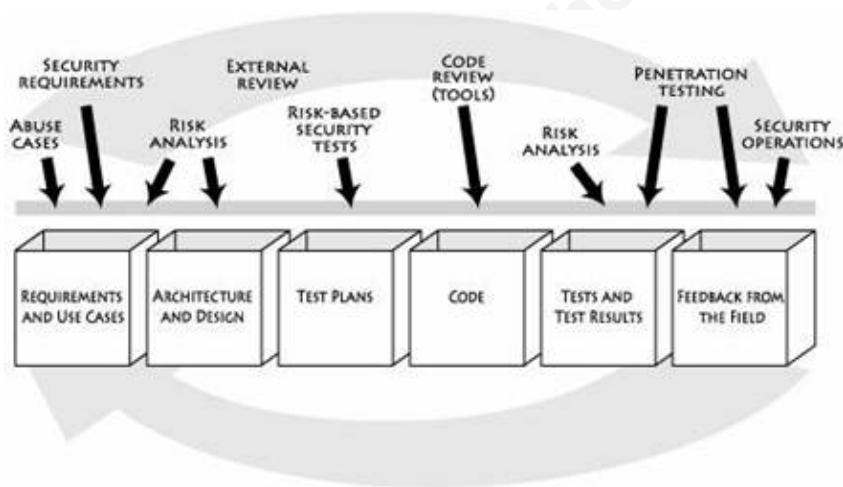 SECURITY
REQUIREMENTS
EXTERNAL
REVIEW
CODE
REVIEW
(TOOLS)
PENETRATION
TESTING
ABUSE
CASES
RISK
ANALYSIS
RISK-BASED
SECURITY
TESTS
RISK
ANALYSIS
SECURITY
OPERATIONS
REQUIREMENTS
AND USE CASES
ARCHITECTURE
AND DESIGN
TEST PLANS
CODE
TESTS AND
TEST RESULTS
FEEDBACK FROM
THE FIELD